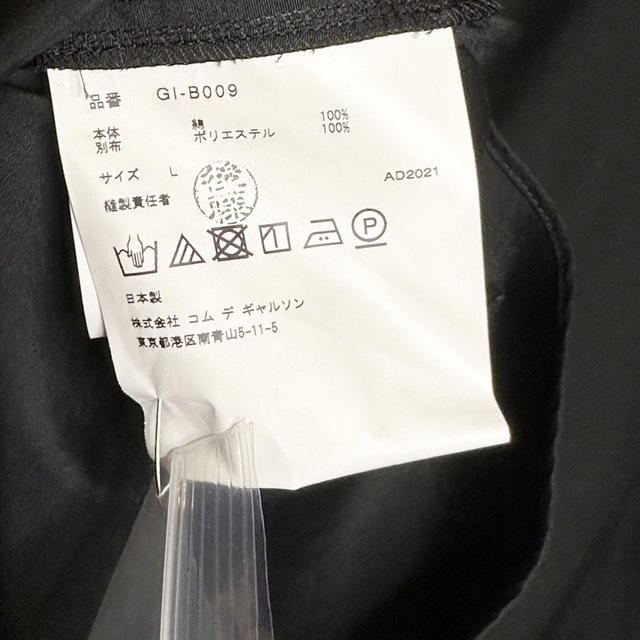 品番 GI-B009
本体 綿 100%
別布 ポリエステル 100%
サイズ L
AD2021
縫製責任者
日本製
株式会社 コム デ ギャルソン
東京都港区南青山5-11-5